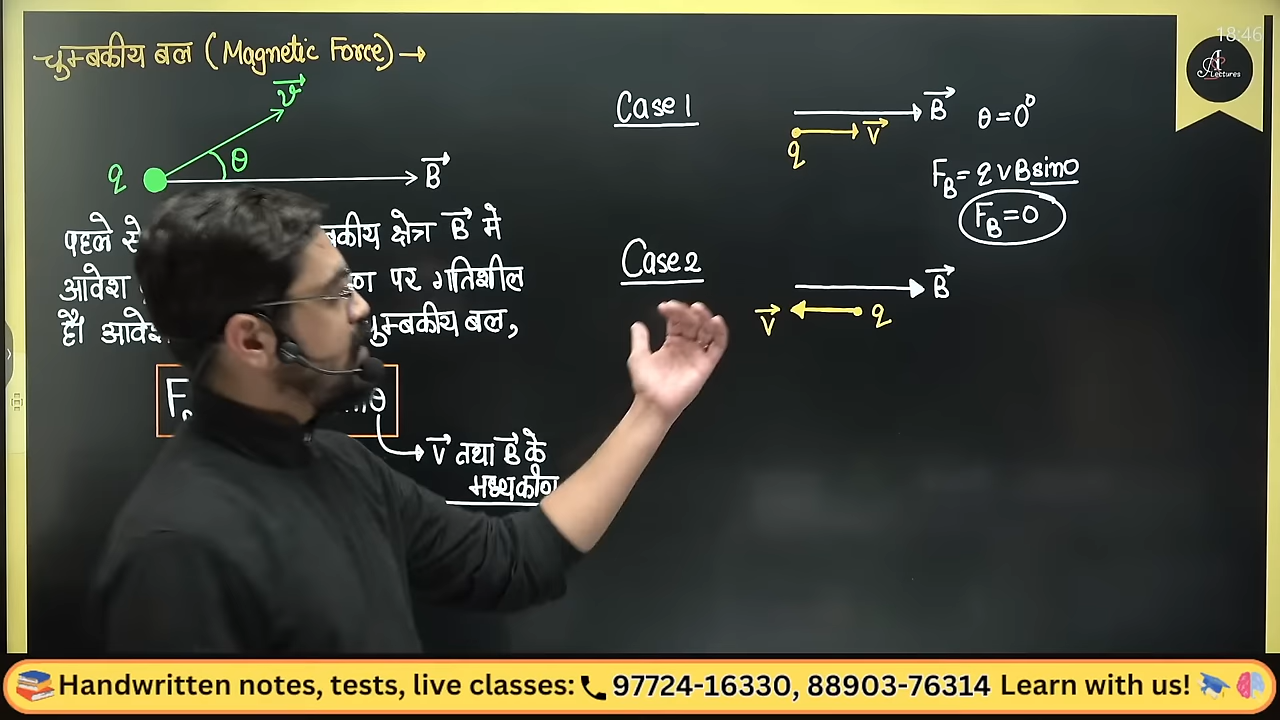 चुम्बकीय बल (Magnetic Force) →
v
q θ B
पहले से बकीय क्षेत्र B मे
आवेश पर गतिशील
है। आवेश चुम्बकीय बल,
F θ
V तथा B के
मध्य कोण
Case 1
B θ=0°
q V
F_B = qvBsin0
F_B = 0
Case 2
B
V q
18:46
A Lectures
Handwritten notes, tests, live classes: 97724-16330, 88903-76314 Learn with us!